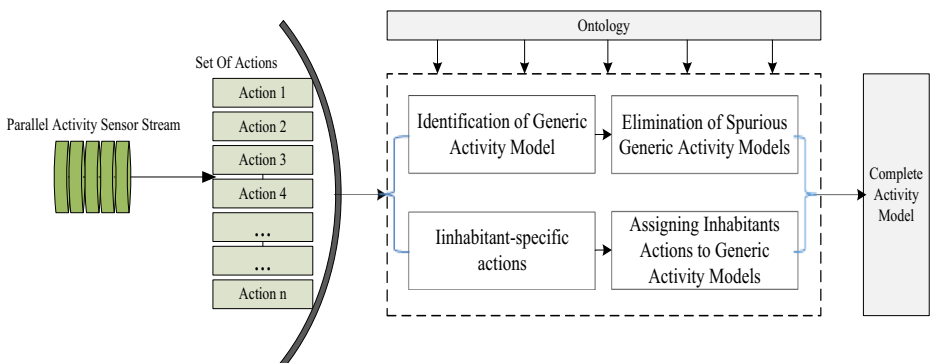 Ontology
Set Of Actions
Action 1
Action 2
Action 3
Action 4
...
...
Action n
Parallel Activity Sensor Stream
Identification of Generic
Activity Model
Elimination of Spurious
Generic Activity Models
Iinhabitant-specific
actions
Assigning Inhabitants
Actions to Generic
Activity Models
Complete
Activity
Model